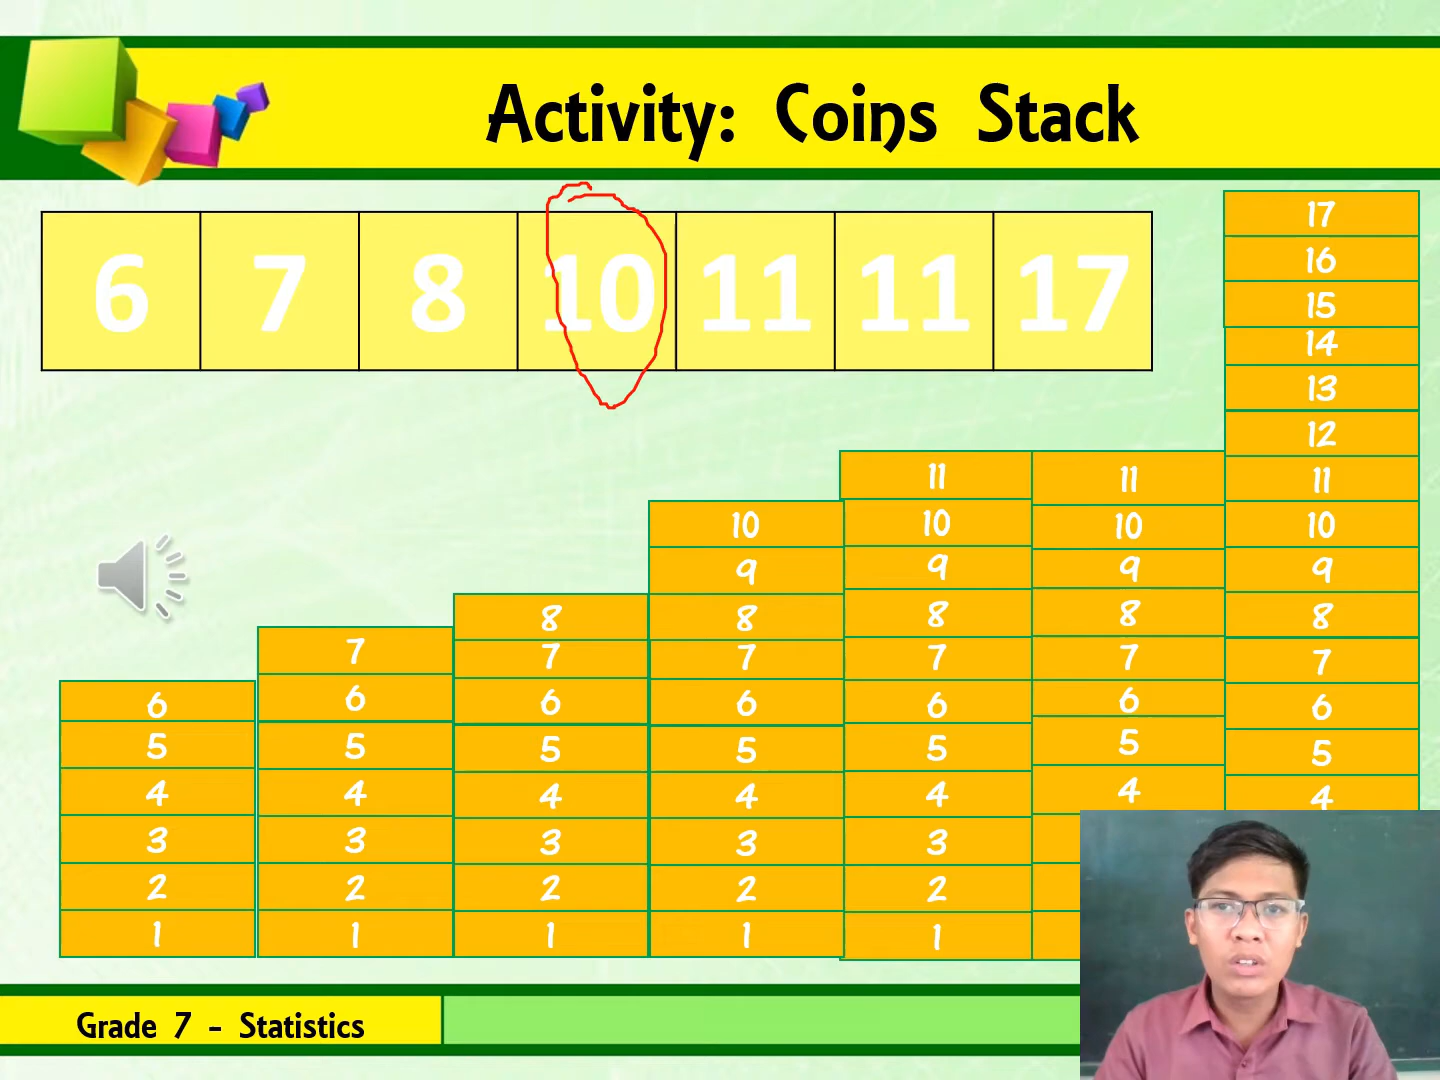 Activity: Coins Stack
6 7 8 10 11 11 17
17
16
15
14
13
12
11 11 11
10 10 10 10
9 9 9 9
8 8 8 8 8
7 7 7 7 7 7
6 6 6 6 6 6 6
5 5 5 5 5 5 5
4 4 4 4 4 4 4
3 3 3 3 3
2 2 2 2 2
1 1 1 1 1
Grade 7 - Statistics